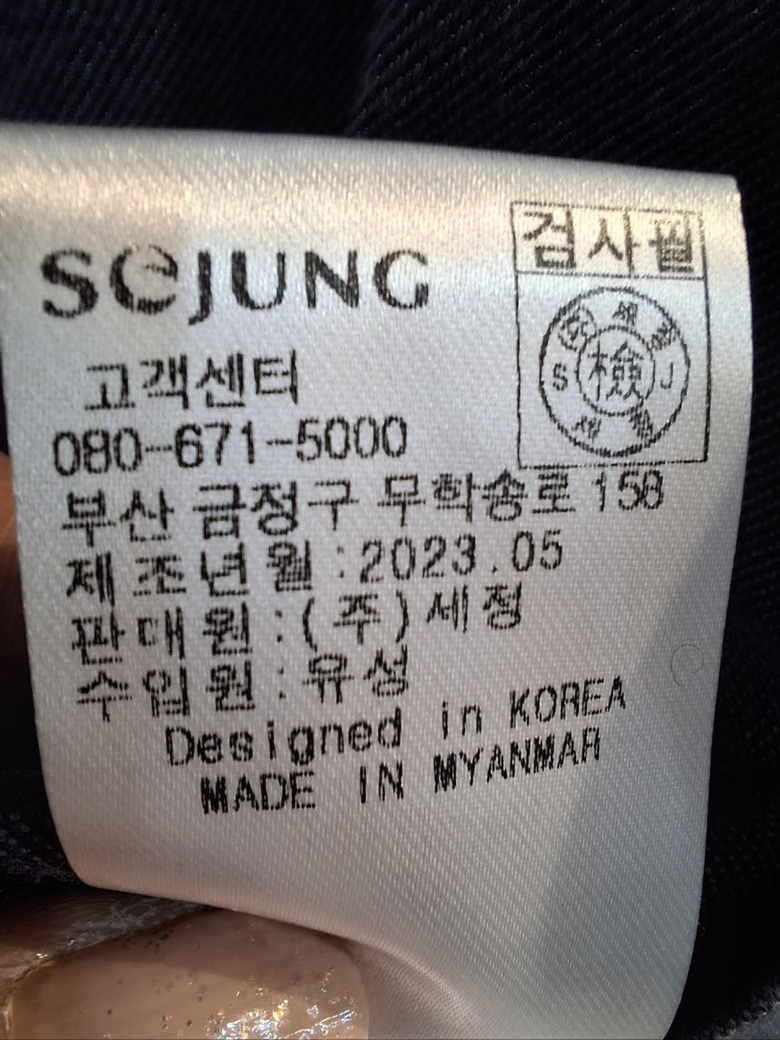 SeJUNG
검사필
檢
S J
고객센터
080-671-5000
부산 금정구 무학송로 158
제 조 년 월 : 2023.05
판 매 원 : (주) 세정
수 입 원 : 유성
Designed in KOREA
MADE IN MYANMAR